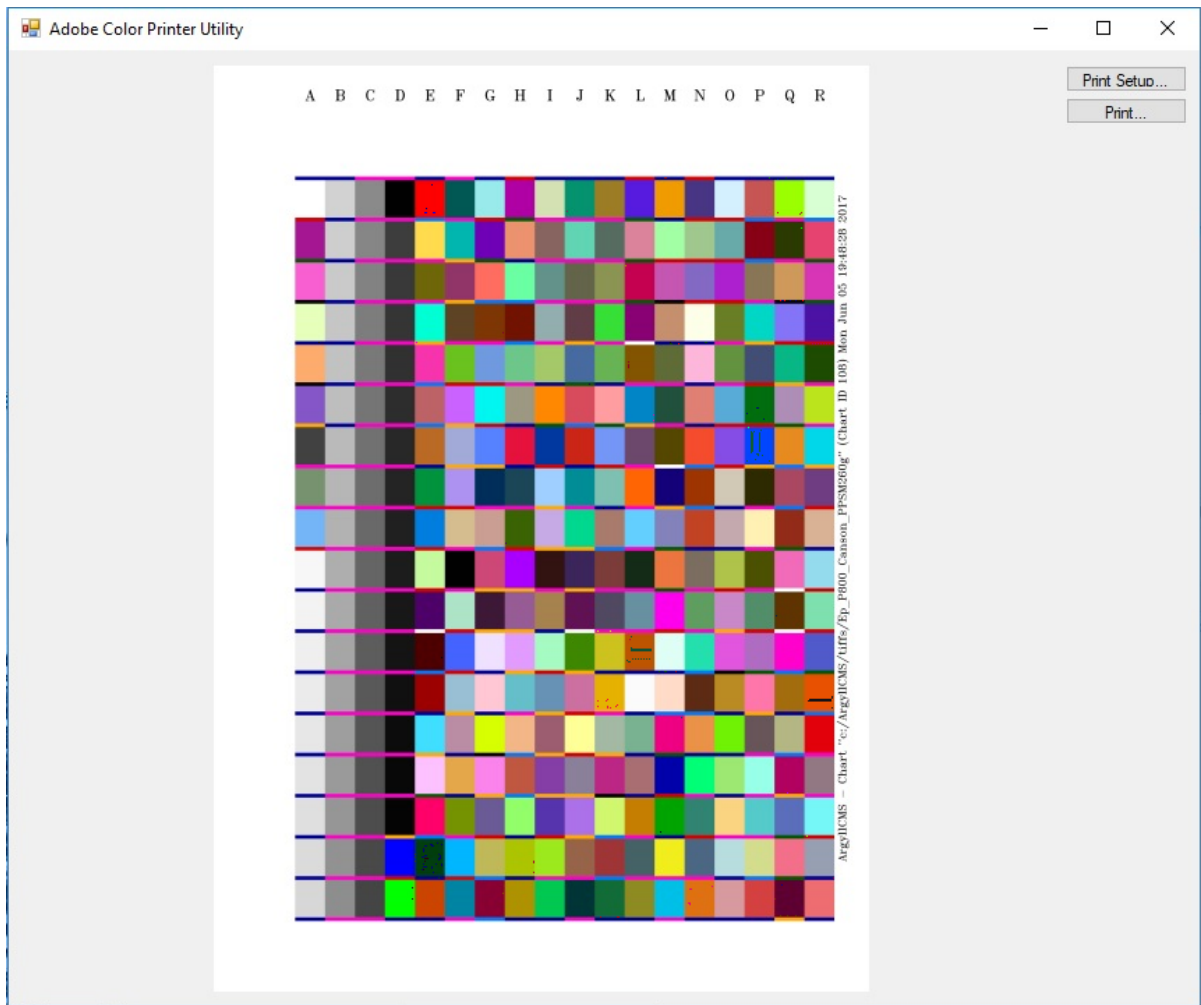 Adobe Color Printer Utility
Print Setup...
Print...
A B C D E F G H I J K L M N O P Q R
ArgyllCMS - Chart "c:/ArgyllCMS/tiffs/Ep_P800_Canson_PPSM260g" (Chart ID 108) Mon Jun 05 19:48:28 2017